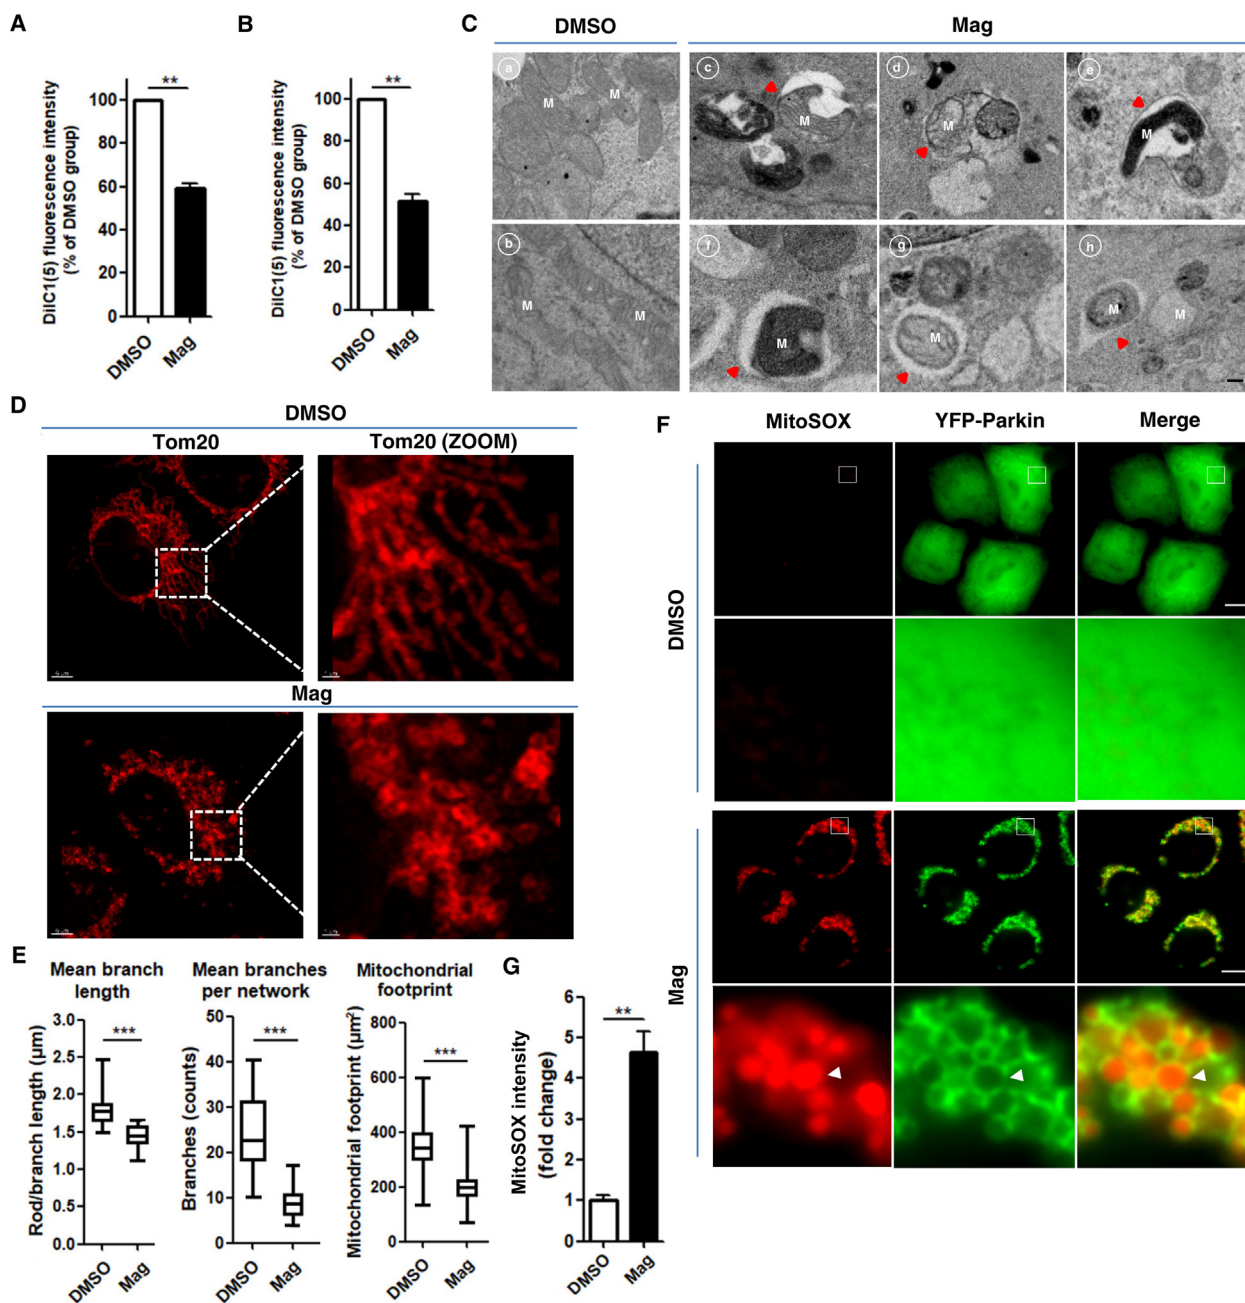 A
DilC1(5) fluorescence intensity
(% of DMSO group)
**
100
80
60
40
20
0
DMSO
Mag
B
DilC1(5) fluorescence intensity
(% of DMSO group)
**
100
80
60
40
20
0
DMSO
Mag
C
DMSO
Mag
a
M
M
c
M
d
M
e
M
b
M
M
f
M
g
M
h
M
M
D
DMSO
Tom20
Tom20 (ZOOM)
Mag
E
Mean branch
length
Rod/branch length (μm)
***
3.0
2.5
2.0
1.5
1.0
0.5
0.0
DMSO
Mag
Mean branches
per network
Branches (counts)
***
50
40
30
20
10
0
DMSO
Mag
Mitochondrial
footprint
Mitochondrial footprint (μm²)
***
800
600
400
200
0
DMSO
Mag
G
MitoSOX intensity
(fold change)
**
6
5
4
3
2
1
0
DMSO
Mag
F
MitoSOX
YFP-Parkin
Merge
DMSO
Mag